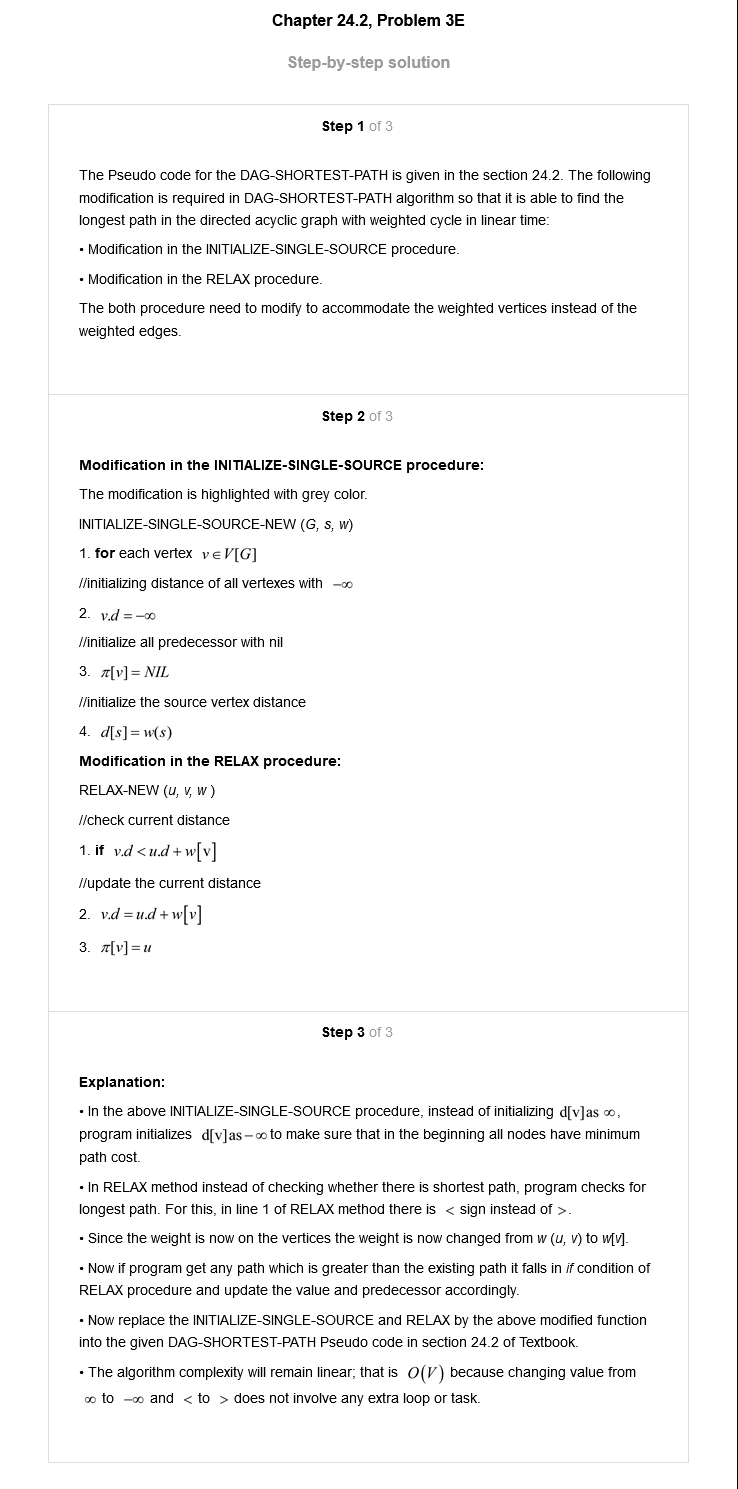 Chapter 24.2, Problem 3E
Step-by-step solution
Step 1 of 3
The Pseudo code for the DAG-SHORTEST-PATH is given in the section 24.2. The following
modification is required in DAG-SHORTEST-PATH algorithm so that it is able to find the
longest path in the directed acyclic graph with weighted cycle in linear time:
• Modification in the INITIALIZE-SINGLE-SOURCE procedure.
• Modification in the RELAX procedure.
The both procedure need to modify to accommodate the weighted vertices instead of the
weighted edges.
Step 2 of 3
Modification in the INITIALIZE-SINGLE-SOURCE procedure:
The modification is highlighted with grey color.
INITIALIZE-SINGLE-SOURCE-NEW (G, s, w)
1. for each vertex v ∈ V[G]
//initializing distance of all vertexes with −∞
2. v.d = −∞
//initialize all predecessor with nil
3. π[v] = NIL
//initialize the source vertex distance
4. d[s] = w(s)
Modification in the RELAX procedure:
RELAX-NEW (u, v, w )
//check current distance
1. if v.d < u.d + w[v]
//update the current distance
2. v.d = u.d + w[v]
3. π[v] = u
Step 3 of 3
Explanation:
• In the above INITIALIZE-SINGLE-SOURCE procedure, instead of initializing d[v]as ∞,
program initializes d[v]as−∞ to make sure that in the beginning all nodes have minimum
path cost.
• In RELAX method instead of checking whether there is shortest path, program checks for
longest path. For this, in line 1 of RELAX method there is < sign instead of >.
• Since the weight is now on the vertices the weight is now changed from w (u, v) to w[v].
• Now if program get any path which is greater than the existing path it falls in if condition of
RELAX procedure and update the value and predecessor accordingly.
• Now replace the INITIALIZE-SINGLE-SOURCE and RELAX by the above modified function
into the given DAG-SHORTEST-PATH Pseudo code in section 24.2 of Textbook.
• The algorithm complexity will remain linear; that is O(V) because changing value from
∞ to −∞ and < to > does not involve any extra loop or task.